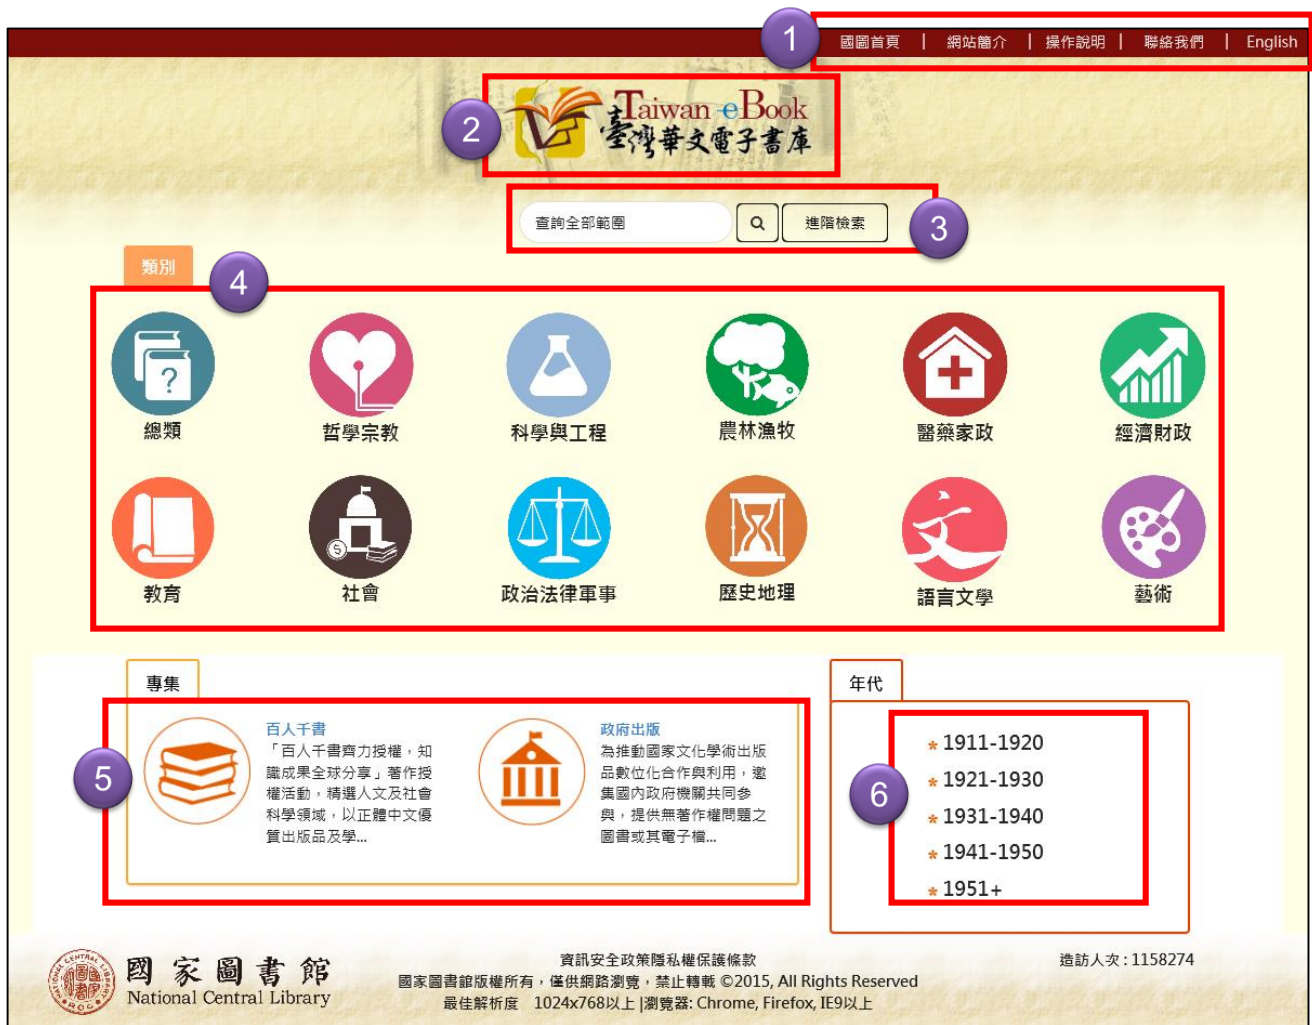 1
國圖首頁 | 網站簡介 | 操作說明 | 聯絡我們 | English
2
Taiwan eBook
臺灣華文電子書庫
查詢全部範圍 進階檢索
3
類別
4
?
總類 哲學宗教 科學與工程 農林漁牧 醫藥家政 經濟財政
$ 文
教育 社會 政治法律軍事 歷史地理 語言文學 藝術
專集
5
百人千書
「百人千書齊力授權，知
識成果全球分享」著作授
權活動，精選人文及社會
科學領域，以正體中文優
質出版品及學...
政府出版
為推動國家文化學術出版
品數位化合作與利用，邀
集國內政府機關共同參
與，提供無著作權問題之
圖書或其電子檔...
年代
6
* 1911-1920
* 1921-1930
* 1931-1940
* 1941-1950
* 1951+
國家圖書館
National Central Library
資訊安全政策隱私權保護條款
國家圖書館版權所有，僅供網路瀏覽，禁止轉載 ©2015, All Rights Reserved
最佳解析度 1024x768以上 |瀏覽器: Chrome, Firefox, IE9以上
造訪人次 : 1158274